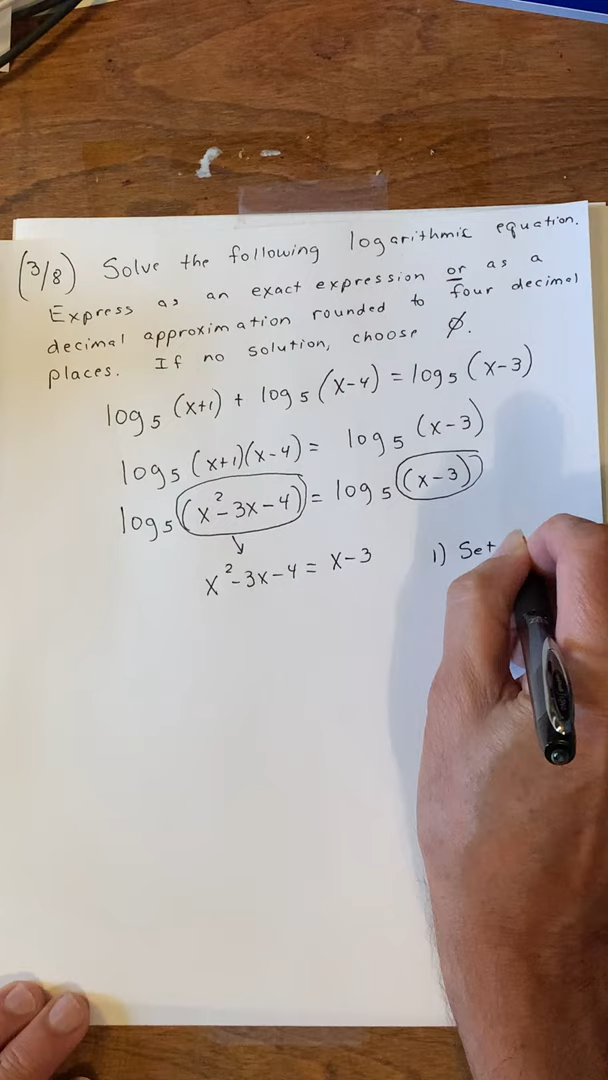 (3/8) Solve the following logarithmic equation.
Express as an exact expression or as a
decimal approximation rounded to four decimal
places. If no solution, choose ∅.
log₅(x+1) + log₅(x-4) = log₅(x-3)
log₅(x+1)(x-4) = log₅(x-3)
log₅(x²-3x-4) = log₅(x-3)
x²-3x-4 = x-3
1) Set